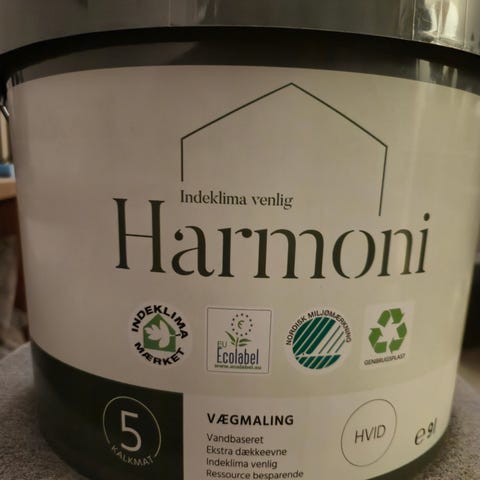 Indeklima venlig
Harmoni
INDEKLIMA
MÆRKET
EU
Ecolabel
www.ecolabel.eu
NORDISK MILJØMÆRKNING
GENBRUGSPLAST
5
KALKMAT
VÆGMALING
Vandbaseret
Ekstra dækkeevne
Indeklima venlig
Ressource besparende
HVID
℮ 9l